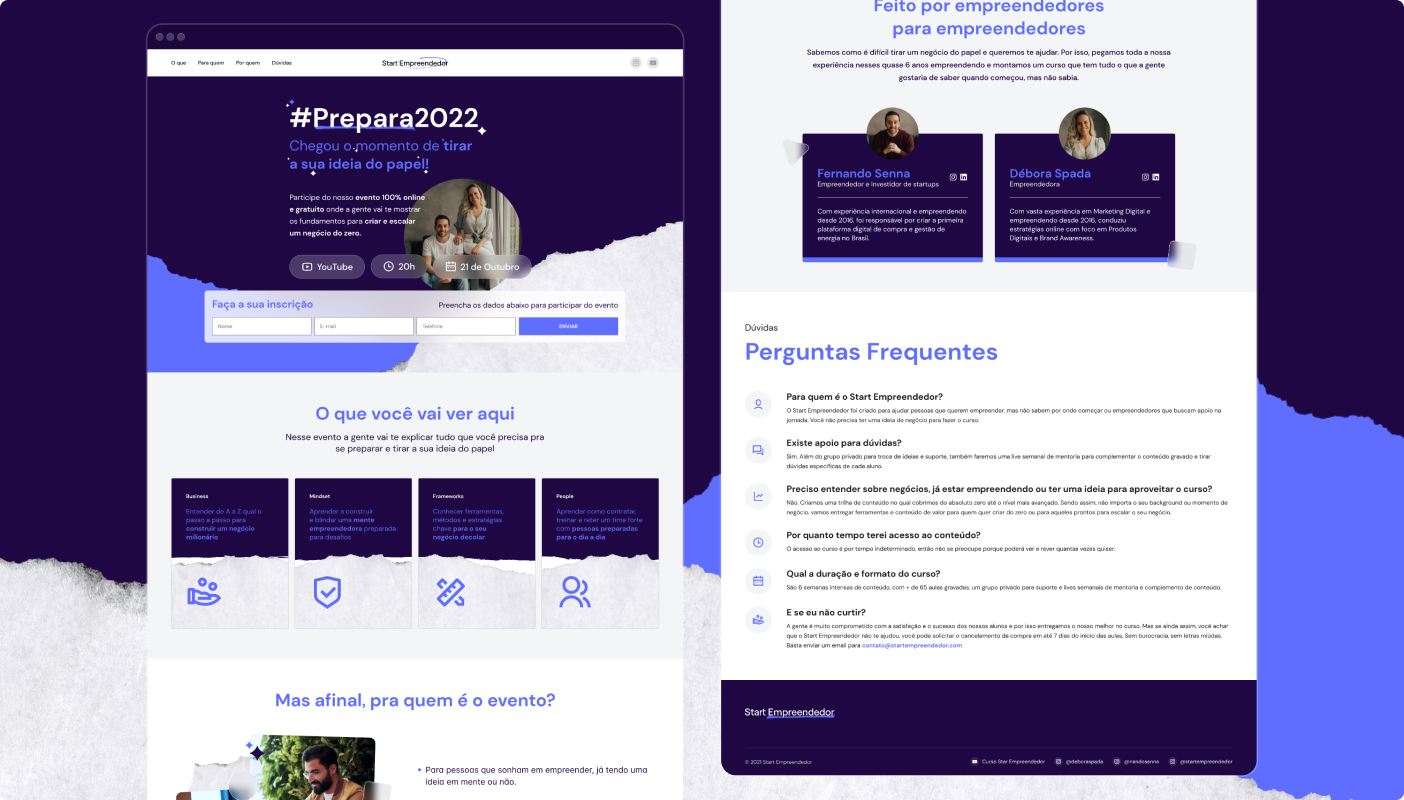 O que
Para quem
Por quem
Dúvidas
Start Empreendedor
#Prepara2022
Chegou o momento de tirar
a sua ideia do papel!
Participe do nosso evento 100% online
e gratuito onde a gente vai te mostrar
os fundamentos para criar e escalar
um negócio do zero.
YouTube
20h
21 de Outubro
Faça a sua inscrição
Preencha os dados abaixo para participar do evento
Nome
E-mail
Telefone
ENVIAR
O que você vai ver aqui
Nesse evento a gente vai te explicar tudo que você precisa pra
se preparar e tirar a sua ideia do papel
Business
Entender de A a Z qual o
passo a passo para
construir um negócio
milionário
Mindset
Aprender a construir
e blindar uma mente
empreendedora preparada
para desafios
Frameworks
Conhecer ferramentas,
métodos e estratégias
chave para o seu
negócio decolar
People
Aprender como contratar,
treinar e reter um time forte
com pessoas preparadas
para o dia a dia
Mas afinal, pra quem é o evento?
Para pessoas que sonham em empreender, já tendo uma
ideia em mente ou não.
Feito por empreendedores
para empreendedores
Sabemos como é difícil tirar um negócio do papel e queremos te ajudar. Por isso, pegamos toda a nossa
experiência nesses quase 6 anos empreendendo e montamos um curso que tem tudo o que a gente
gostaria de saber quando começou, mas não sabia.
Fernando Senna
Empreendedor e Investidor de startups
Com experiência internacional e empreendendo
desde 2016, foi responsável por criar a primeira
plataforma digital de compra e gestão de
energia no Brasil.
Débora Spada
Empreendedora
Com vasta experiência em Marketing Digital e
empreendendo desde 2016, conduziu
estratégias online com foco em Produtos
Digitais e Brand Awareness.
Dúvidas
Perguntas Frequentes
Para quem é o Start Empreendedor?
O Start Empreendedor foi criado para ajudar pessoas que querem empreender, mas não sabem por onde começar ou empreendedores que buscam apoio na
jornada. Você não precisa ter uma ideia de negócio para fazer o curso.
Existe apoio para dúvidas?
Sim. Além do grupo privado para troca de ideias e suporte, também faremos uma live semanal de mentoria para complementar o conteúdo gravado e tirar
dúvidas específicas de cada aluno.
Preciso entender sobre negócios, já estar empreendendo ou ter uma ideia para aproveitar o curso?
Não. Criamos uma trilha de conteúdo no qual cobrimos do absoluto zero até o nível mais avançado. Sendo assim, não importa o seu background ou momento de
negócio, vamos entregar ferramentas e conteúdo de valor para quem quer criar do zero ou para aqueles prontos para escalar o seu negócio.
Por quanto tempo terei acesso ao conteúdo?
O acesso ao curso é por tempo indeterminado, então não se preocupe porque poderá ver e rever quantas vezes quiser.
Qual a duração e formato do curso?
São 6 semanas intensas de conteúdo, com + de 65 aulas gravadas, um grupo privado para suporte e lives semanais de mentoria e complemento de conteúdo.
E se eu não curtir?
A gente é muito comprometido com a satisfação e o sucesso dos nossos alunos e por isso entregamos o nosso melhor no curso. Mas se ainda assim, você achar
que o Start Empreendedor não te ajudou, você pode solicitar o cancelamento da compra em até 7 dias do início das aulas. Sem burocracia, sem letras miúdas.
Basta enviar um email para contato@startempreendedor.com
Start Empreendedor
© 2021 Start Empreendedor
Curso Star Empreendedor
@deboraspada
@nandosenna
@startempreendedor